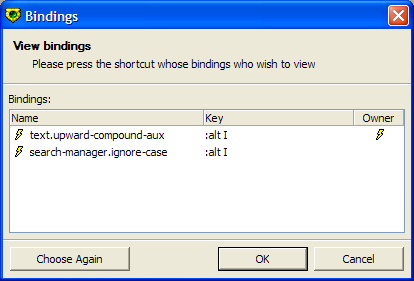 Bindings
View bindings
Please press the shortcut whose bindings who wish to view
Bindings:
Name Key Owner
text.upward-compound-aux :alt I
search-manager.ignore-case :alt I
Choose Again OK Cancel